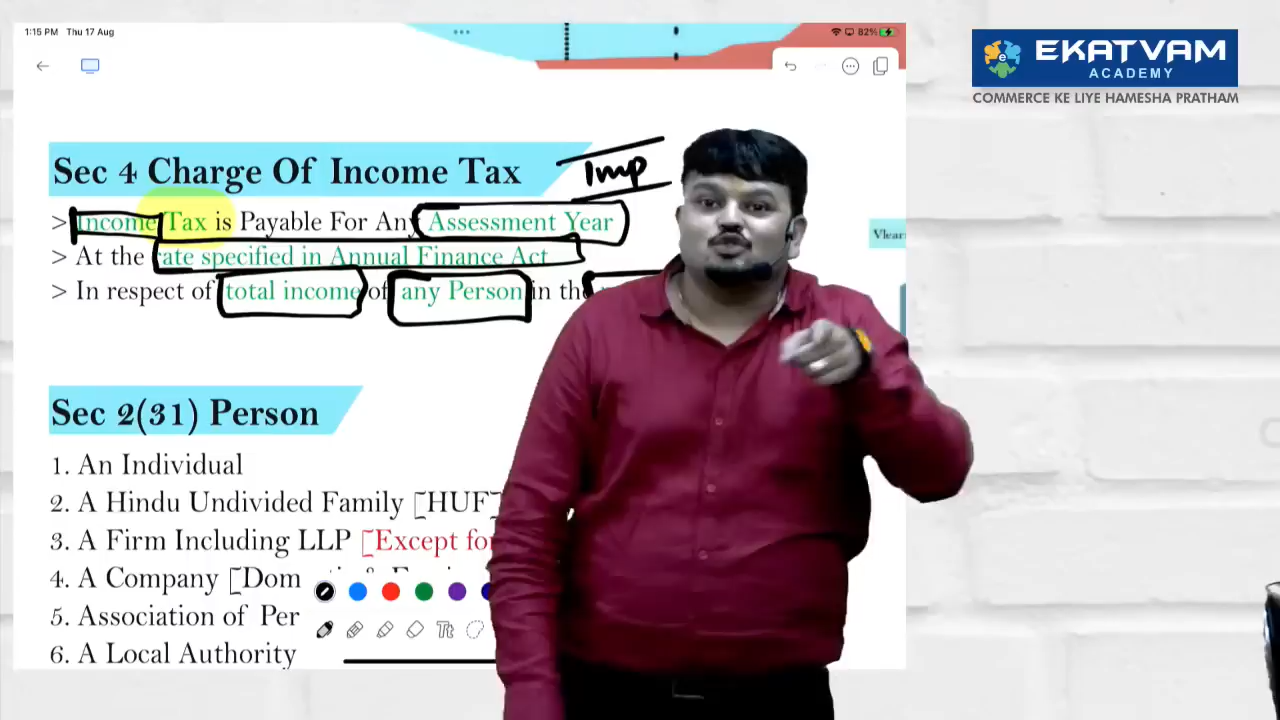 1:15 PM Thu 17 Aug
82%
EKATVAM
ACADEMY
COMMERCE KE LIYE HAMESHA PRATHAM
Sec 4 Charge Of Income Tax
Imp
> Income Tax is Payable For Any Assessment Year
> At the rate specified in Annual Finance Act
> In respect of total income of any Person in the
Sec 2(31) Person
1. An Individual
2. A Hindu Undivided Family [HUF]
3. A Firm Including LLP [Except for
4. A Company [Dom
5. Association of Per
6. A Local Authority
Tt